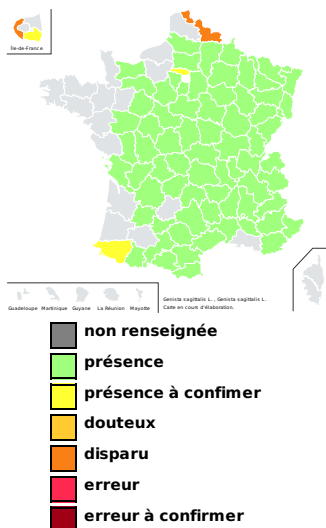 Île-de-France
Guadeloupe Martinique Guyane La Réunion Mayotte
Genista sagittalis L., Genista sagittalis L.
Carte en cours d'élaboration.
non renseignée
présence
présence à confimer
douteux
disparu
erreur
erreur à confirmer